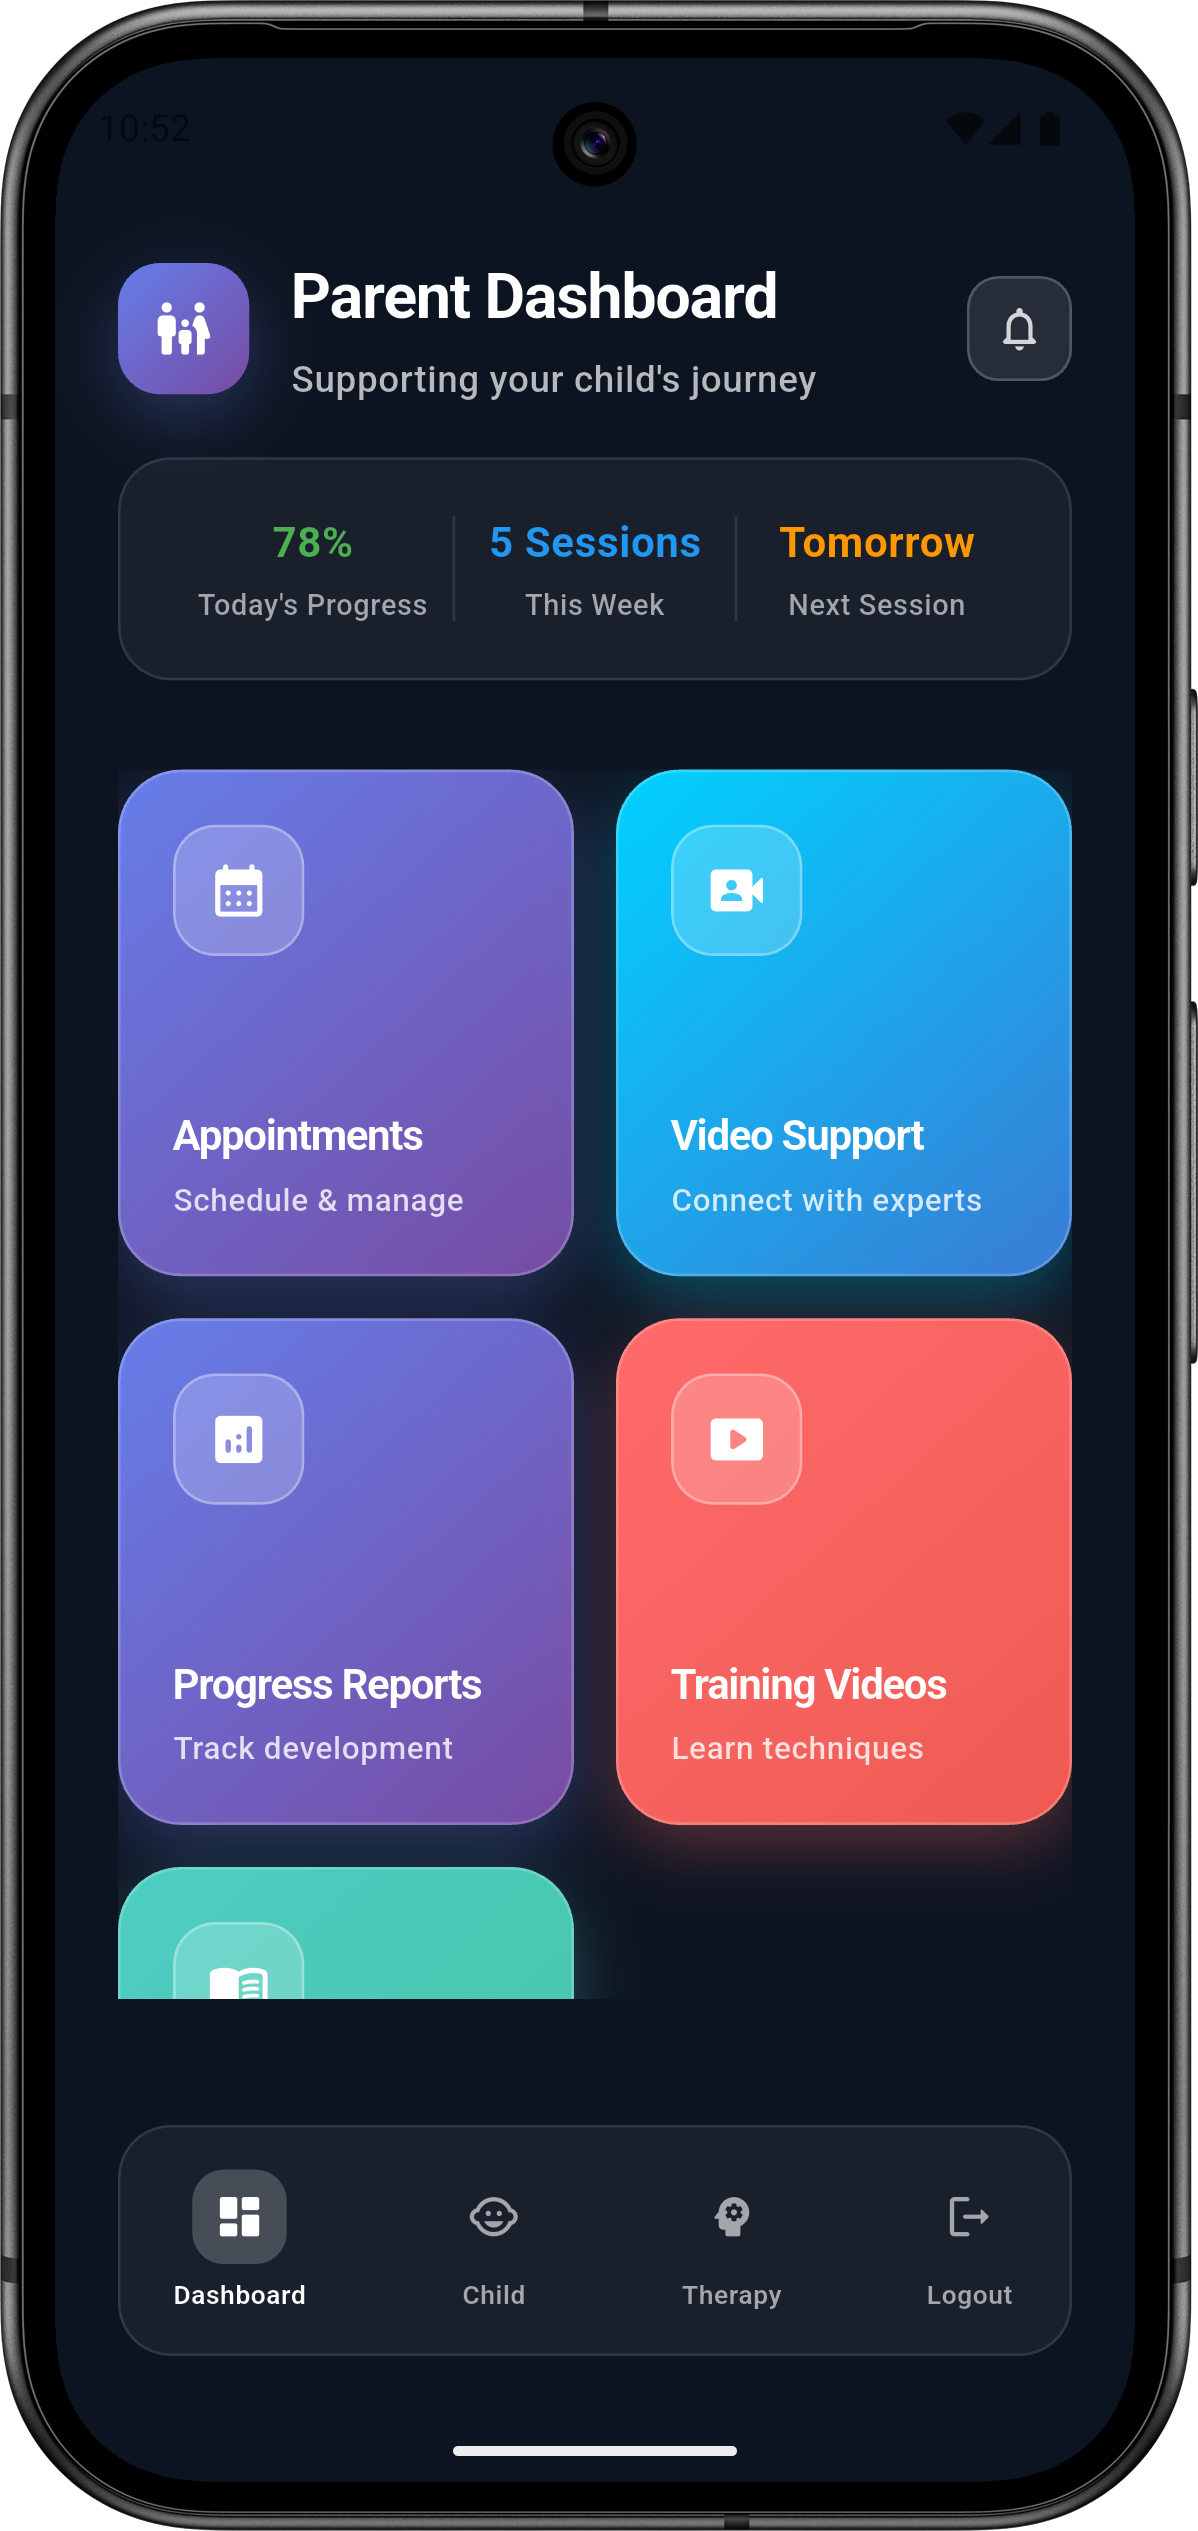 10:52
Parent Dashboard
Supporting your child's journey
78%
Today's Progress
5 Sessions
This Week
Tomorrow
Next Session
Appointments
Schedule & manage
Video Support
Connect with experts
Progress Reports
Track development
Training Videos
Learn techniques
Dashboard
Child
Therapy
Logout